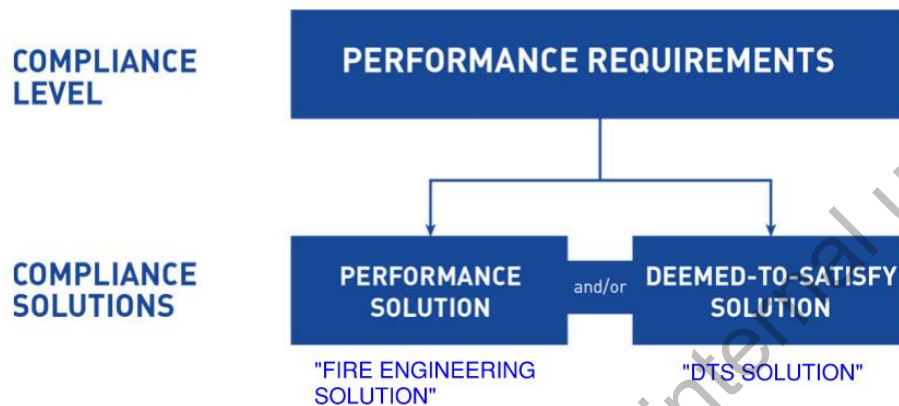 COMPLIANCE
LEVEL
PERFORMANCE REQUIREMENTS
COMPLIANCE
SOLUTIONS
PERFORMANCE
SOLUTION
and/or
DEEMED-TO-SATISFY
SOLUTION
"FIRE ENGINEERING
SOLUTION"
"DTS SOLUTION"
internal